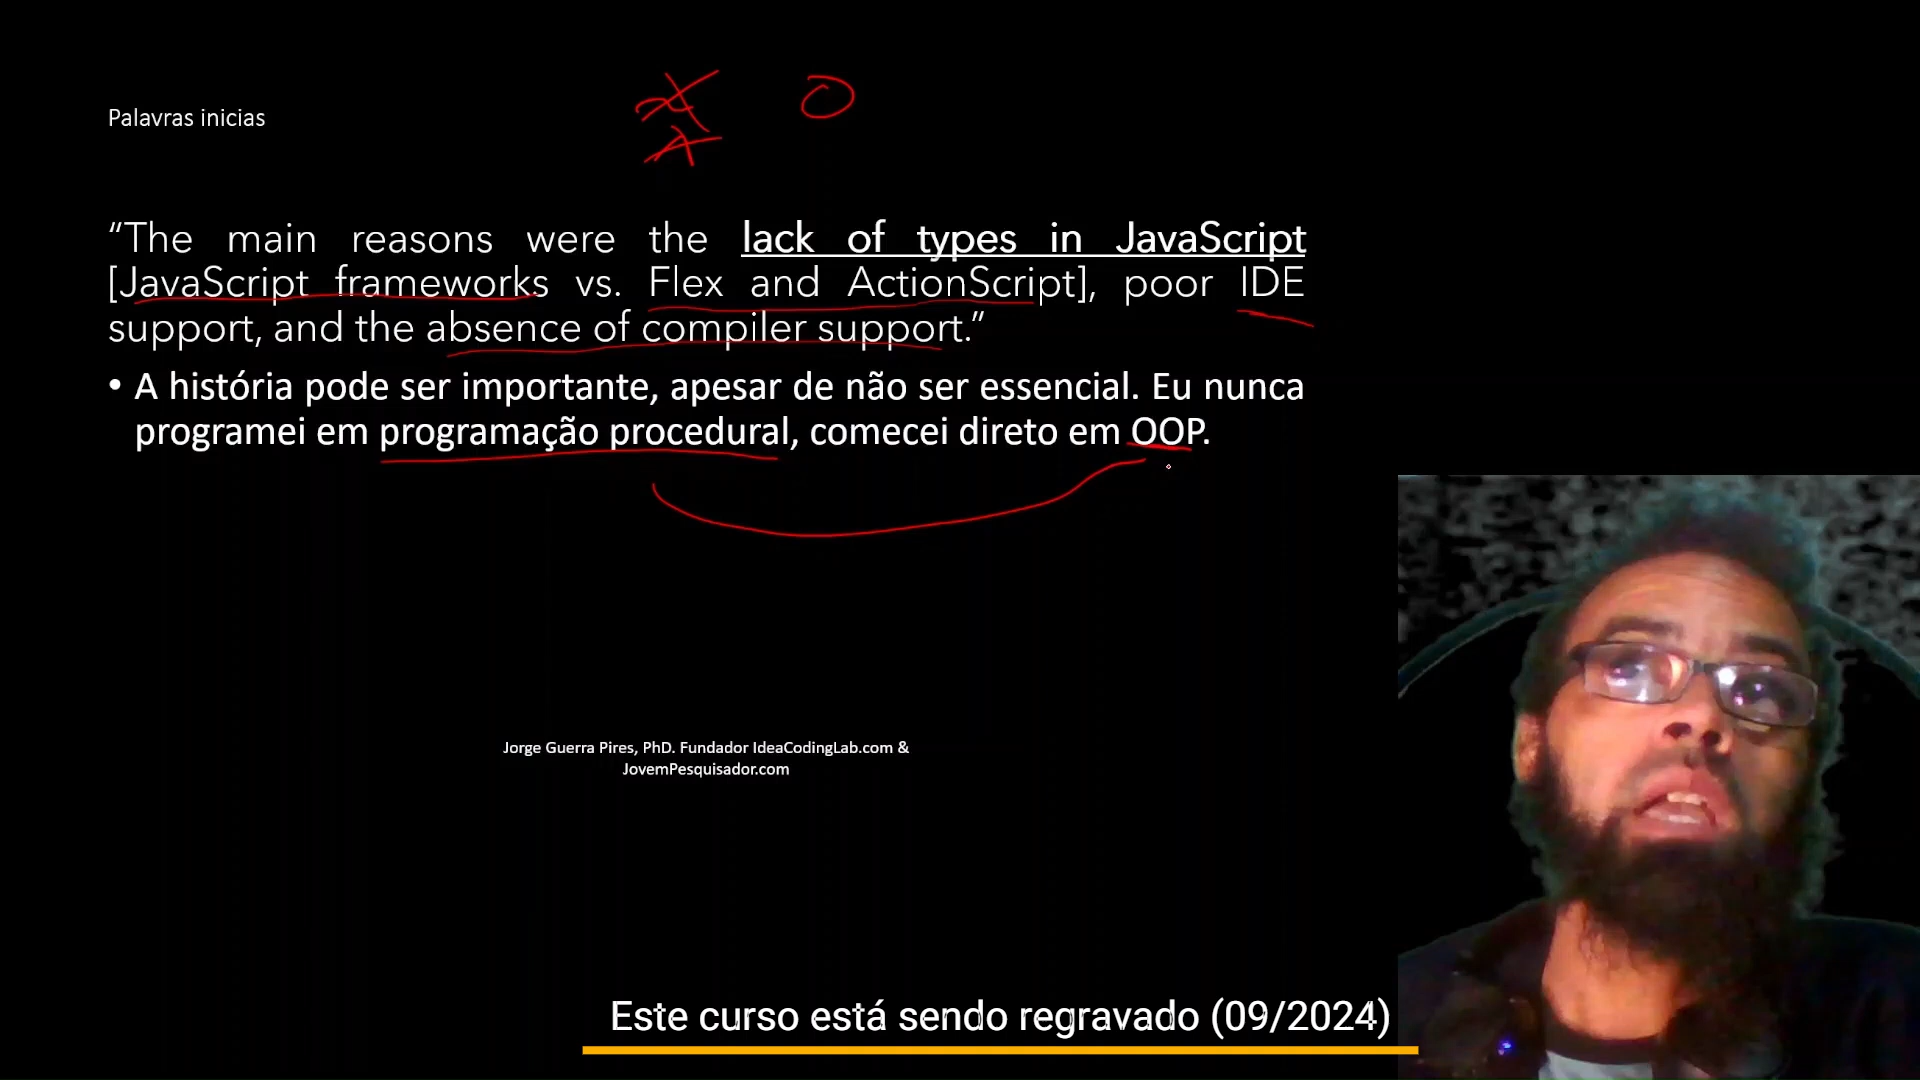 Palavras inicias
“The main reasons were the lack of types in JavaScript
[JavaScript frameworks vs. Flex and ActionScript], poor IDE
support, and the absence of compiler support.”
• A história pode ser importante, apesar de não ser essencial. Eu nunca
programei em programação procedural, comecei direto em OOP.
Jorge Guerra Pires, PhD. Fundador IdeaCodingLab.com &
JovemPesquisador.com
Este curso está sendo regravado (09/2024)